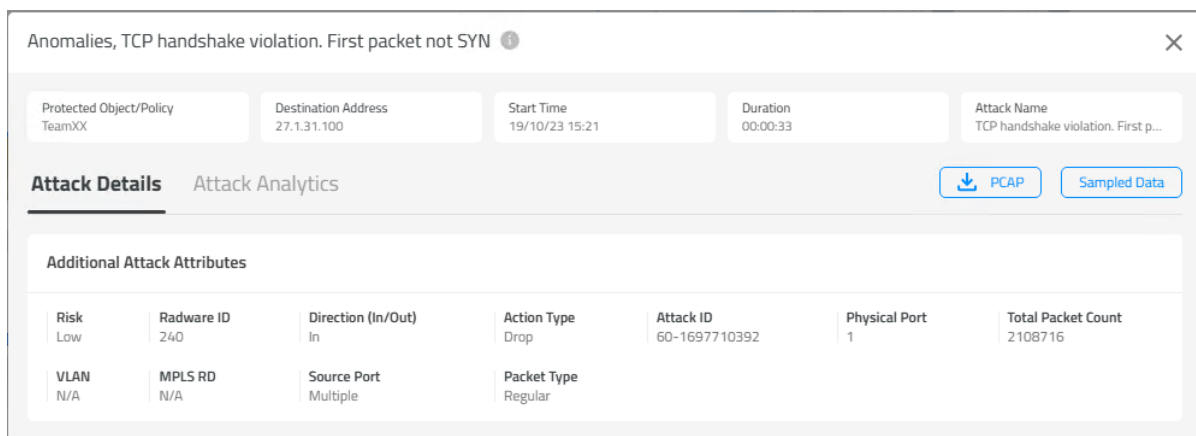 Anomalies, TCP handshake violation. First packet not SYN
Protected Object/Policy
TeamXX
Destination Address
27.1.31.100
Start Time
19/10/23 15:21
Duration
00:00:33
Attack Name
TCP handshake violation. First p...
Attack Details
Attack Analytics
PCAP
Sampled Data
Additional Attack Attributes
Risk
Low
Radware ID
240
Direction (In/Out)
In
Action Type
Drop
Attack ID
60-1697710392
Physical Port
1
Total Packet Count
2108716
VLAN
N/A
MPLS RD
N/A
Source Port
Multiple
Packet Type
Regular